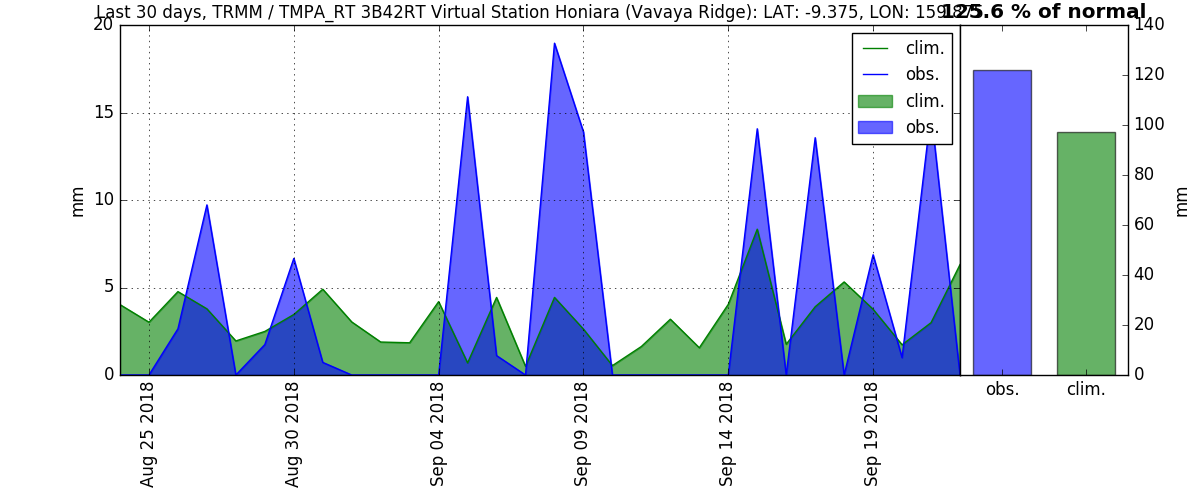 Last 30 days, TRMM / TMPA_RT 3B42RT Virtual Station Honiara (Vavaya Ridge): LAT: -9.375, LON:
125.6 % of normal
20
15
10
5
0
mm
clim.
obs.
clim.
obs.
140
120
100
80
60
40
20
0
mm
obs.
clim.
Aug 25 2018
Aug 30 2018
Sep 04 2018
Sep 09 2018
Sep 14 2018
Sep 19 2018